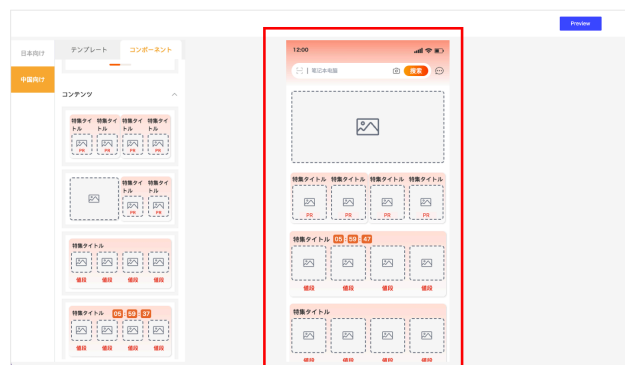 Preview
日本向け
中国向け
テンプレート
コンポーネント
コンテンツ
特集タイトル 特集タイトル 特集タイトル 特集タイトル
PR PR PR PR
特集タイトル 特集タイトル
PR PR
特集タイトル
値段 値段 値段 値段
特集タイトル 05 59 37
値段 値段 値段 値段
12:00
笔记本电脑 搜索
特集タイトル 特集タイトル 特集タイトル 特集タイトル
PR PR PR PR
特集タイトル 05 : 59 : 47
値段 値段 値段 値段
特集タイトル
値段 値段 値段 値段